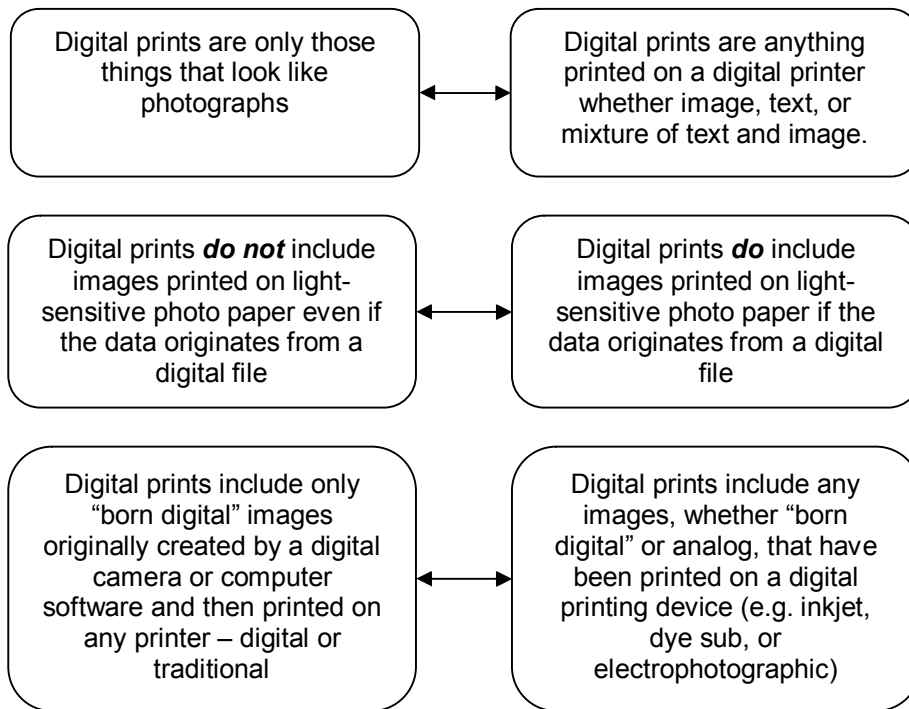 Digital prints are only those
things that look like
photographs
Digital prints are anything
printed on a digital printer
whether image, text, or
mixture of text and image.
Digital prints do not include
images printed on light-
sensitive photo paper even if
the data originates from a
digital file
Digital prints do include
images printed on light-
sensitive photo paper if the
data originates from a digital
file
Digital prints include only
“born digital” images
originally created by a digital
camera or computer
software and then printed on
any printer – digital or
traditional
Digital prints include any
images, whether “born
digital” or analog, that have
been printed on a digital
printing device (e.g. inkjet,
dye sub, or
electrophotographic)